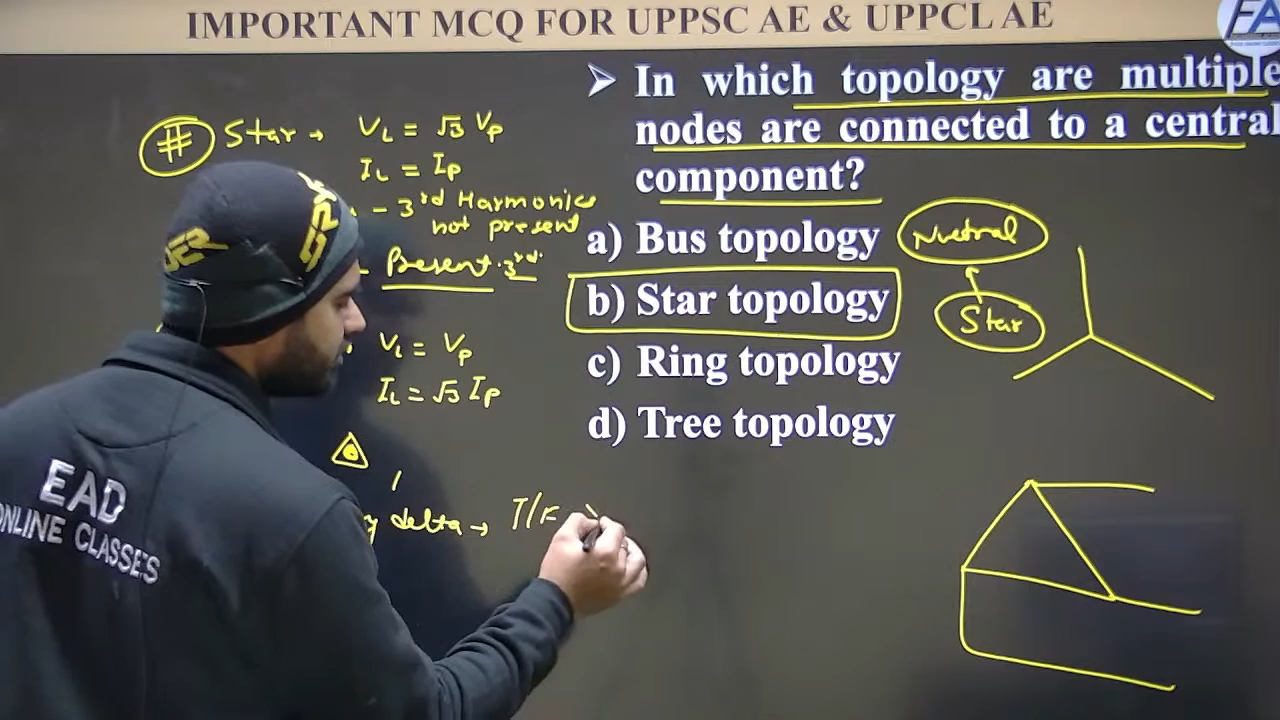 IMPORTANT MCQ FOR UPPSC AE & UPPCL AE
EA
➤ In which topology are multiple
nodes are connected to a central
component?
a) Bus topology
b) Star topology
c) Ring topology
d) Tree topology
Nuetral
Star
# Star → VL = √3 Vp
IL = Ip
- 3rd Harmonics
not present
- Present 3rd
VL = Vp
IL = √3 Ip
delta → T/F
EAD
ONLINE CLASSES